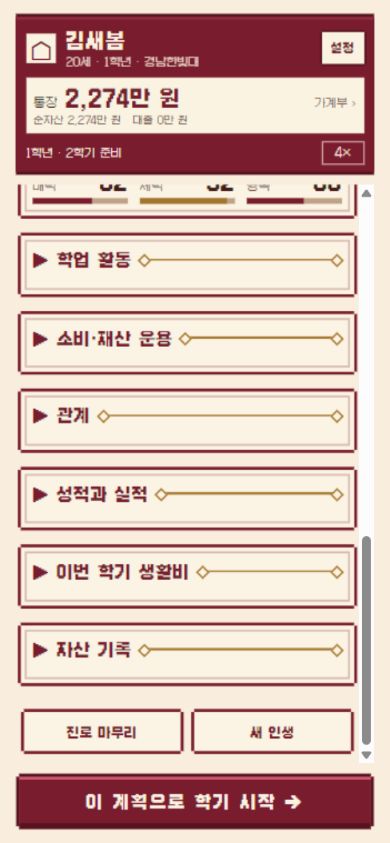 김새봄
설정
20세 · 1학년 · 경남한빛대
통장 2,274만 원 가계부 ›
순자산 2,274만 원 대출 0만 원
1학년 · 2학기 준비 4×
▶ 학업 활동
▶ 소비·재산 운용
▶ 관계
▶ 성적과 실적
▶ 이번 학기 생활비
▶ 자산 기록
진로 마무리 새 인생
이 계획으로 학기 시작 →